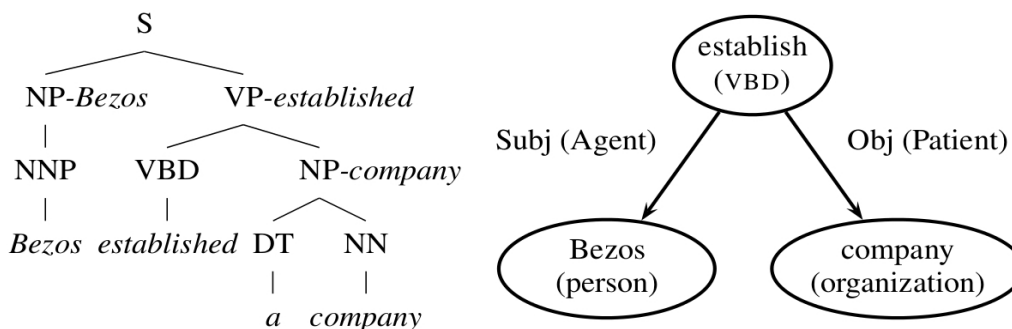 S
NP-Bezos VP-established
NNP VBD NP-company
Bezos established DT NN
a company
establish
(VBD)
Subj (Agent) Obj (Patient)
Bezos
(person)
company
(organization)